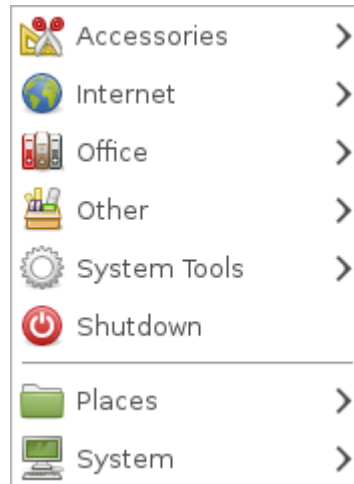 Accessories
Internet
Office
Other
System Tools
Shutdown
Places
System